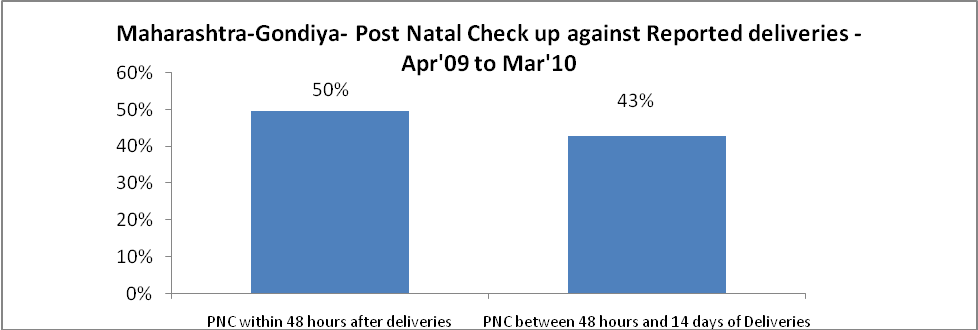 Maharashtra-Gondiya- Post Natal Check up against Reported deliveries -
Apr'09 to Mar'10
60%
50%
40%
30%
20%
10%
0%
50%
43%
PNC within 48 hours after deliveries
PNC between 48 hours and 14 days of Deliveries